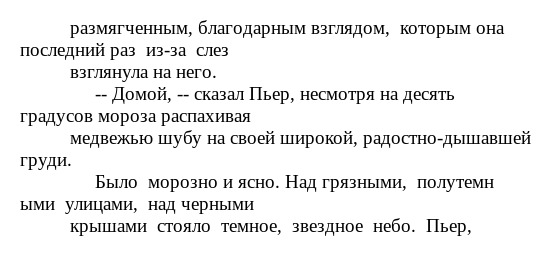 размягченным, благодарным взглядом, которым она
последний раз из-за слез
взглянула на него.
-- Домой, -- сказал Пьер, несмотря на десять
градусов мороза распахивая
медвежью шубу на своей широкой, радостно-дышавшей
груди.
Было морозно и ясно. Над грязными, полутемн
ыми улицами, над черными
крышами стояло темное, звездное небо. Пьер,